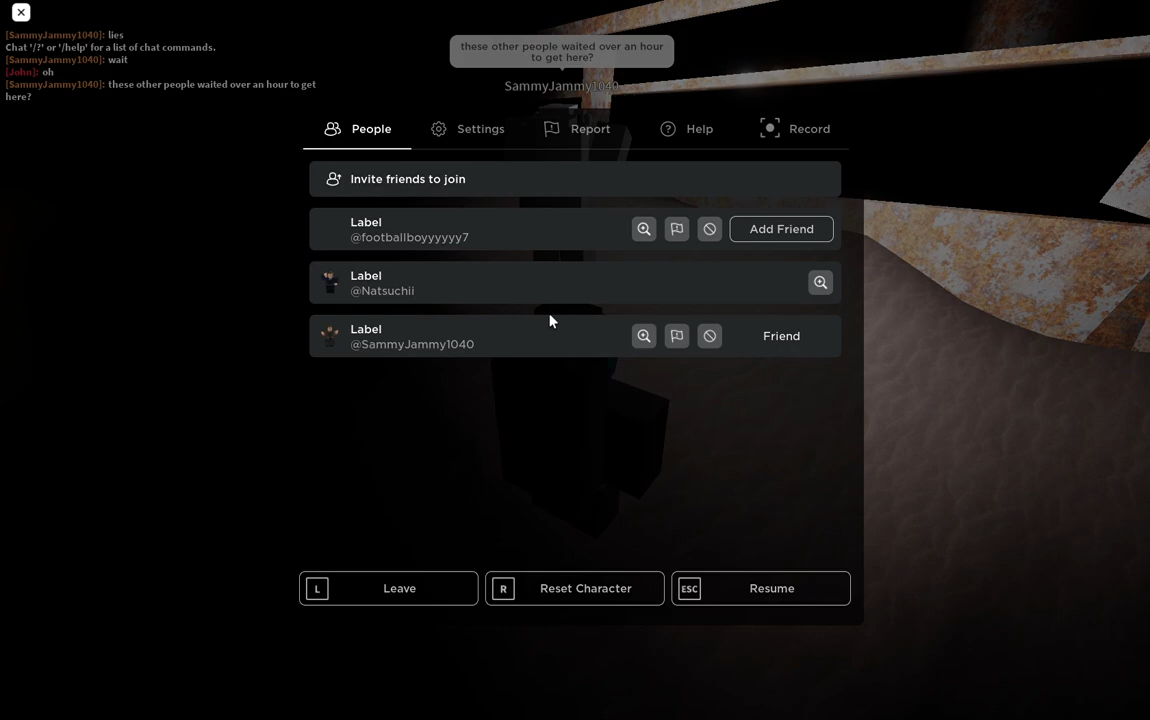 [SammyJammy1040]: lies
Chat '/?' or '/help' for a list of chat commands.
[SammyJammy1040]: wait
[John]: oh
[SammyJammy1040]: these other people waited over an hour to get
here?
these other people waited over an hour
to get here?
SammyJammy1040
People
Settings
Report
Help
Record
Invite friends to join
Label
@footballboyyyyyy7
Add Friend
Label
@Natsuchii
Label
@SammyJammy1040
Friend
L Leave
R Reset Character
ESC Resume